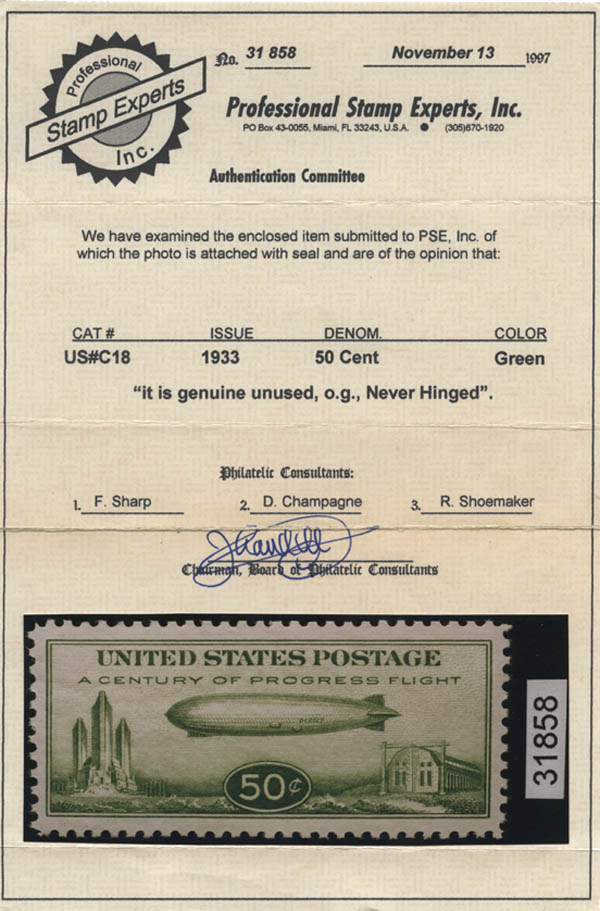 Professional
Stamp Experts
Inc.
No. 31 858
November 13 1997
Professional Stamp Experts, Inc.
PO Box 43-0055, Miami, FL 33243, U.S.A. ● (305)670-1920
Authentication Committee
We have examined the enclosed item submitted to PSE, Inc. of
which the photo is attached with seal and are of the opinion that:
CAT # ISSUE DENOM. COLOR
US#C18 1933 50 Cent Green
“it is genuine unused, o.g., Never Hinged”.
Philatelic Consultants:
1. F. Sharp 2. D. Champagne 3. R. Shoemaker
Chairman, Board of Philatelic Consultants
UNITED STATES POSTAGE
A CENTURY OF PROGRESS FLIGHT
50¢
31858